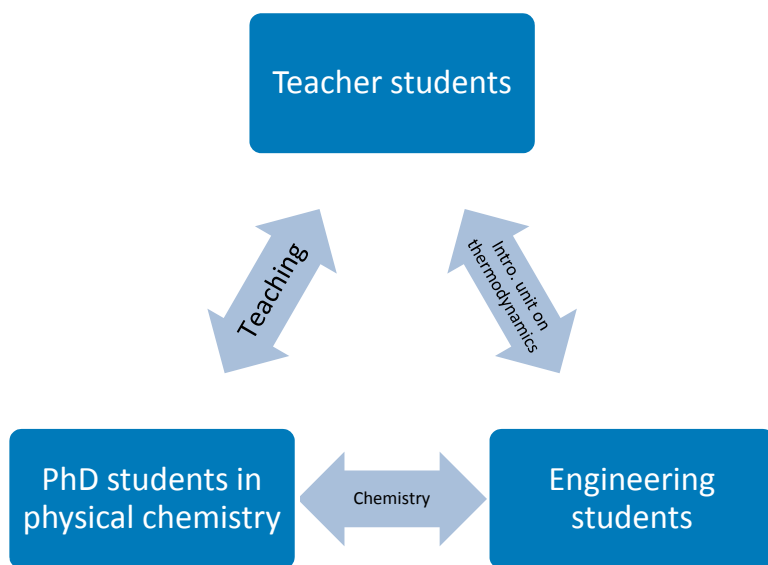 Teacher students
Teaching
Intro. unit on
thermodynamics
PhD students in
physical chemistry
Chemistry
Engineering
students